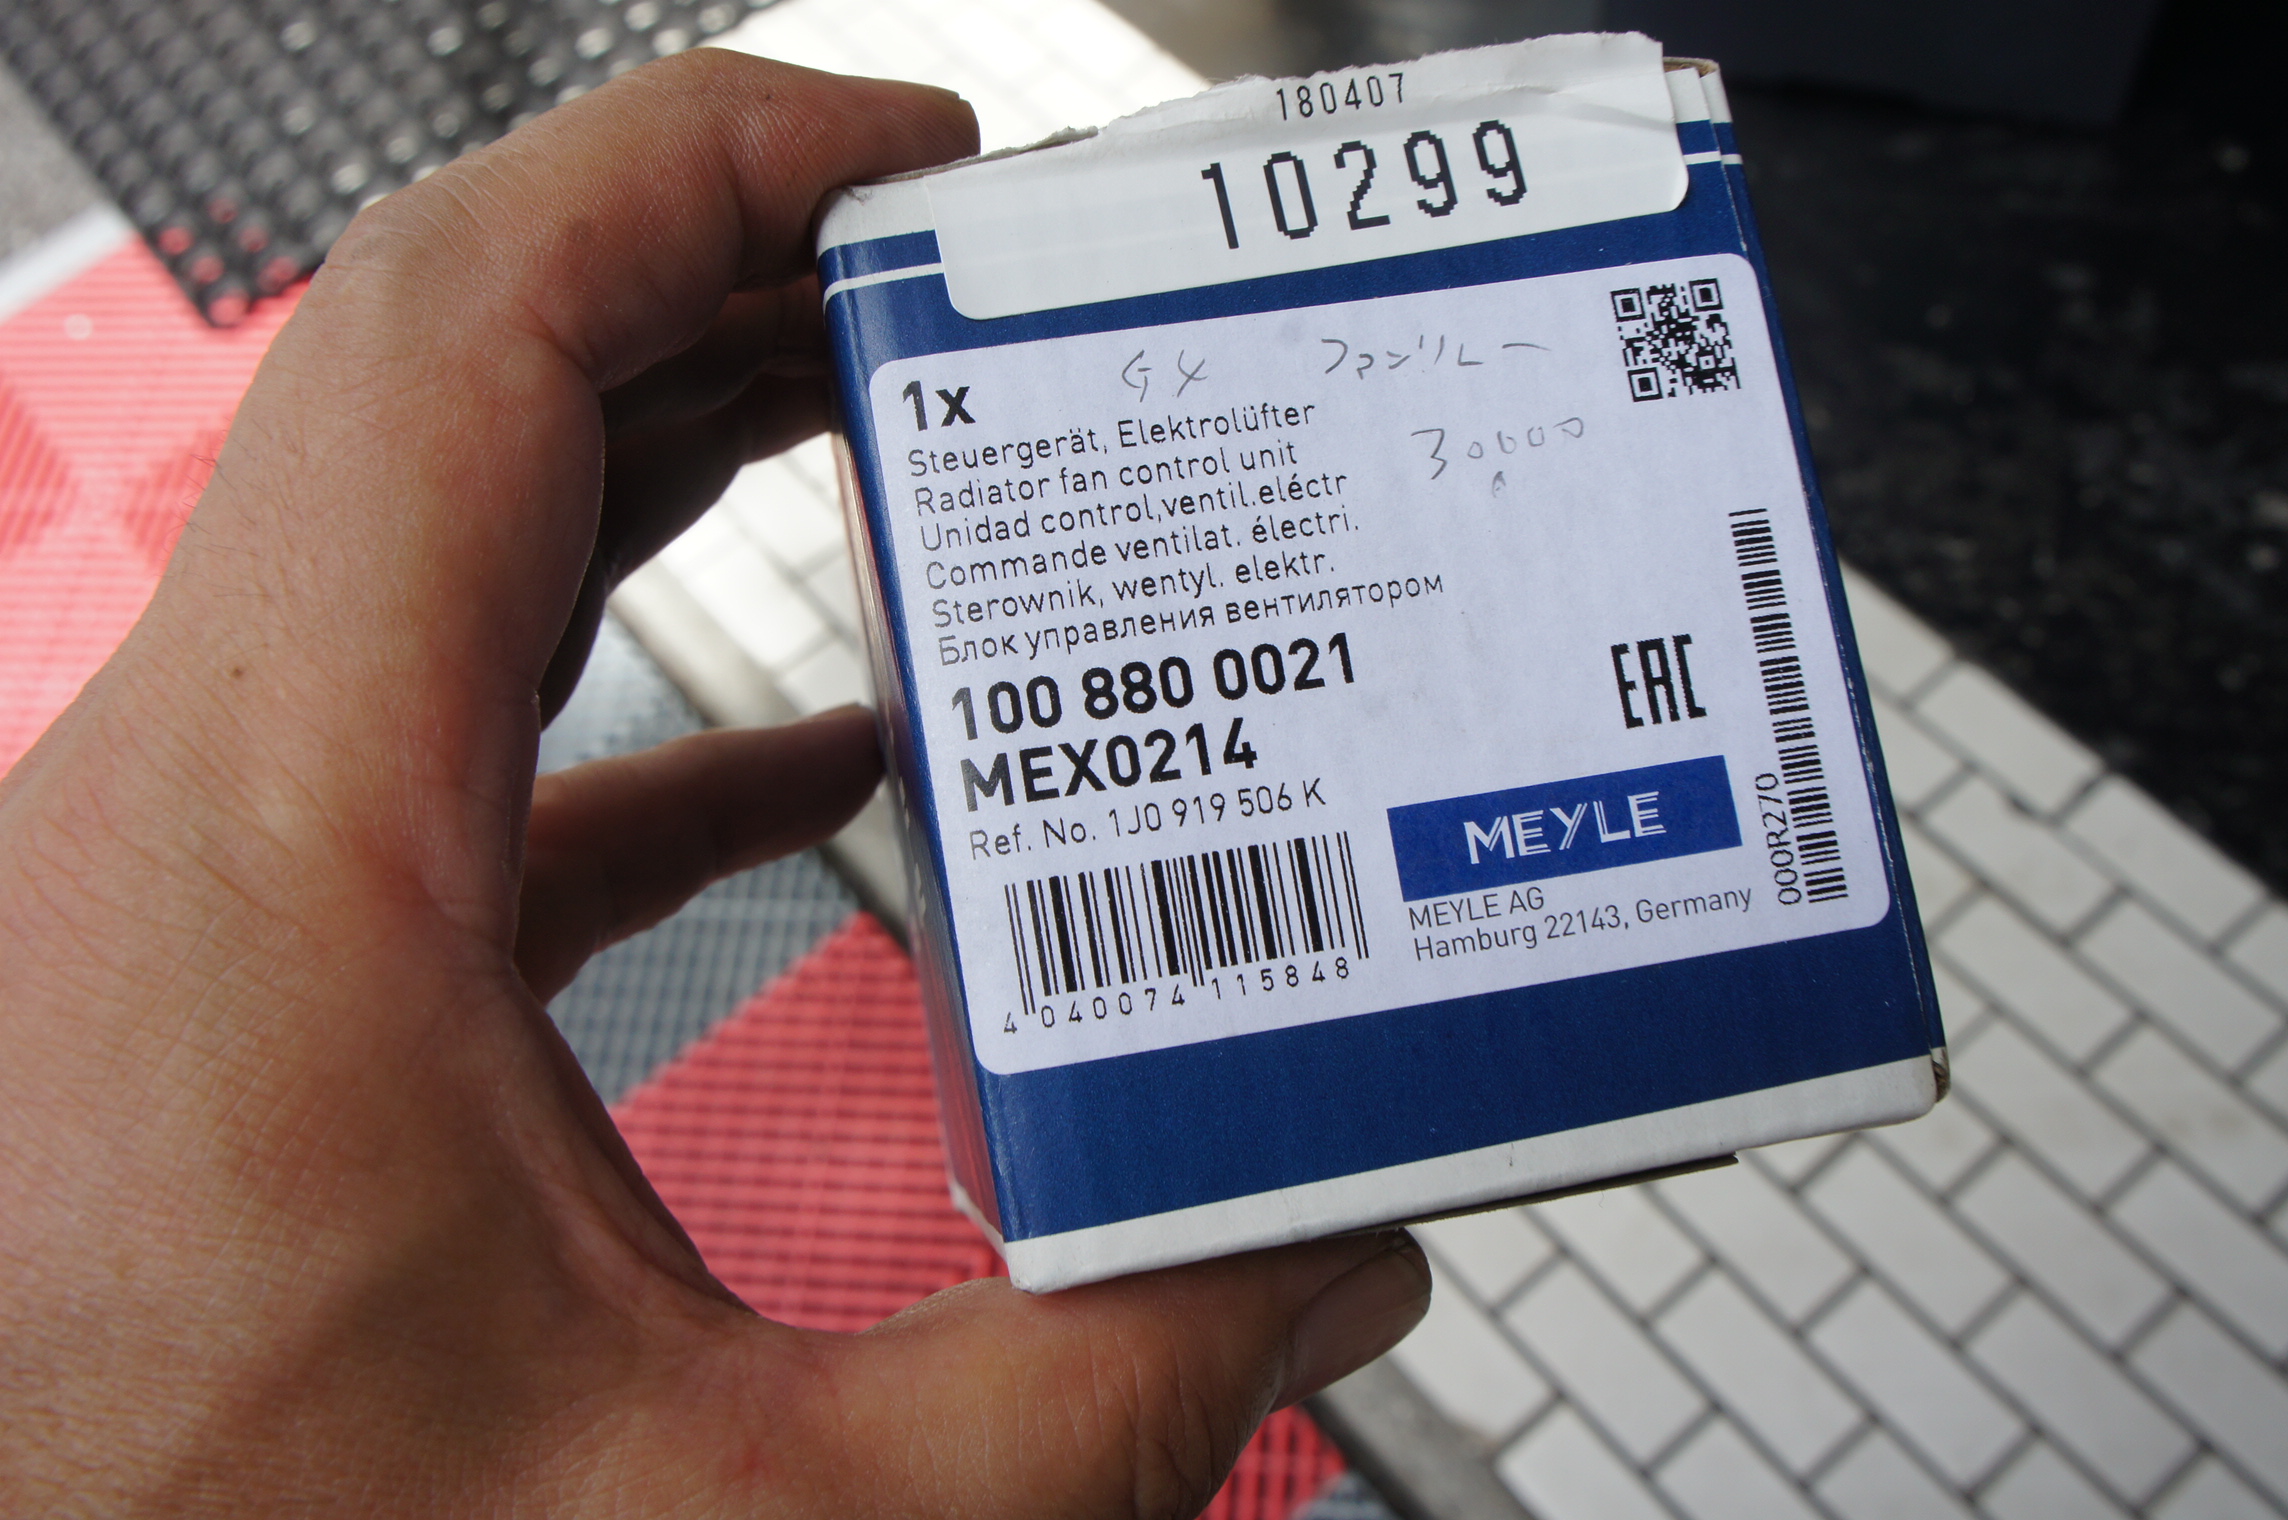 180407
10299
G4 ファンリレー
1x
30000
Steuergerät, Elektrolüfter
Radiator fan control unit
Unidad control,ventil.eléctr
Commande ventilat. électri.
Sterownik, wentyl. elektr.
Блок управления вентилятором
100 880 0021
MEX0214
Ref. No. 1J0 919 506 K
4 040074 115848
EAC
MEYLE
MEYLE AG
Hamburg 22143, Germany
000R270